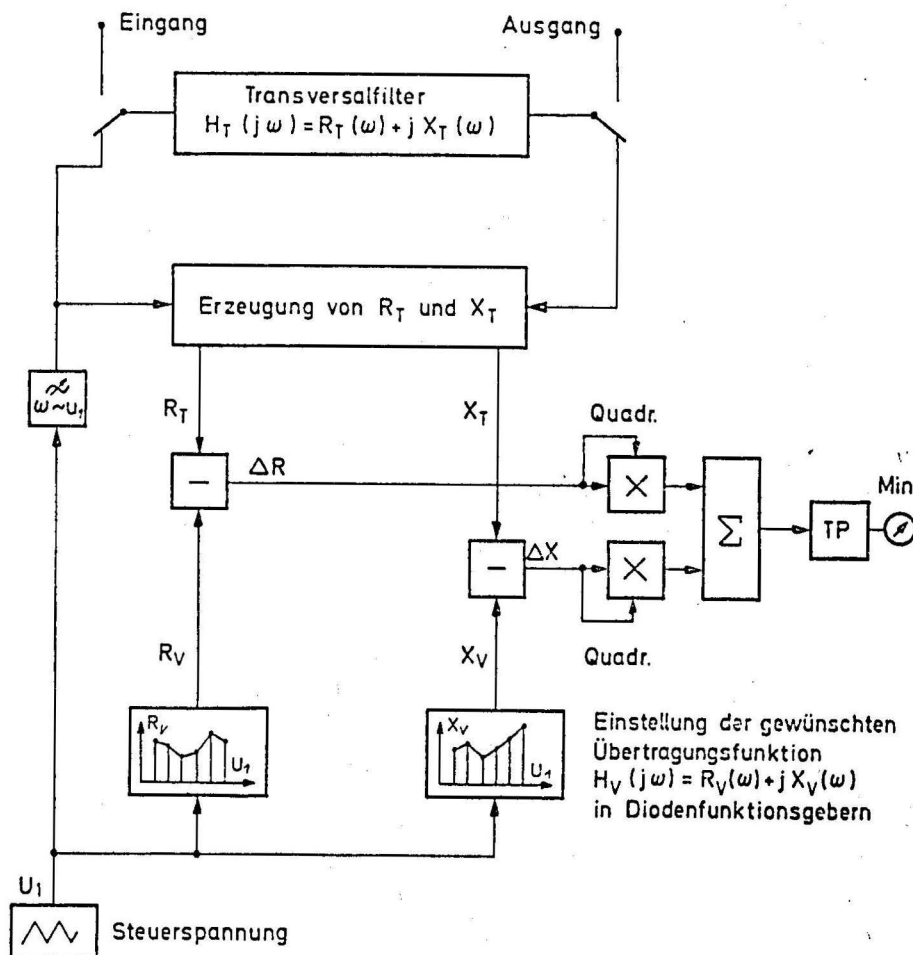 Eingang
Ausgang
Transversalfilter
H_T (jω) = R_T (ω) + j X_T (ω)
Erzeugung von R_T und X_T
ω ~ U_1
R_T
X_T
Quadr.
ΔR
Min
Σ
TP
ΔX
R_V
X_V
Quadr.
R_V
U_1
X_V
U_1
Einstellung der gewünschten
Übertragungsfunktion
H_V (jω) = R_V (ω) + j X_V (ω)
in Diodenfunktionsgebern
U_1
Steuerspannung